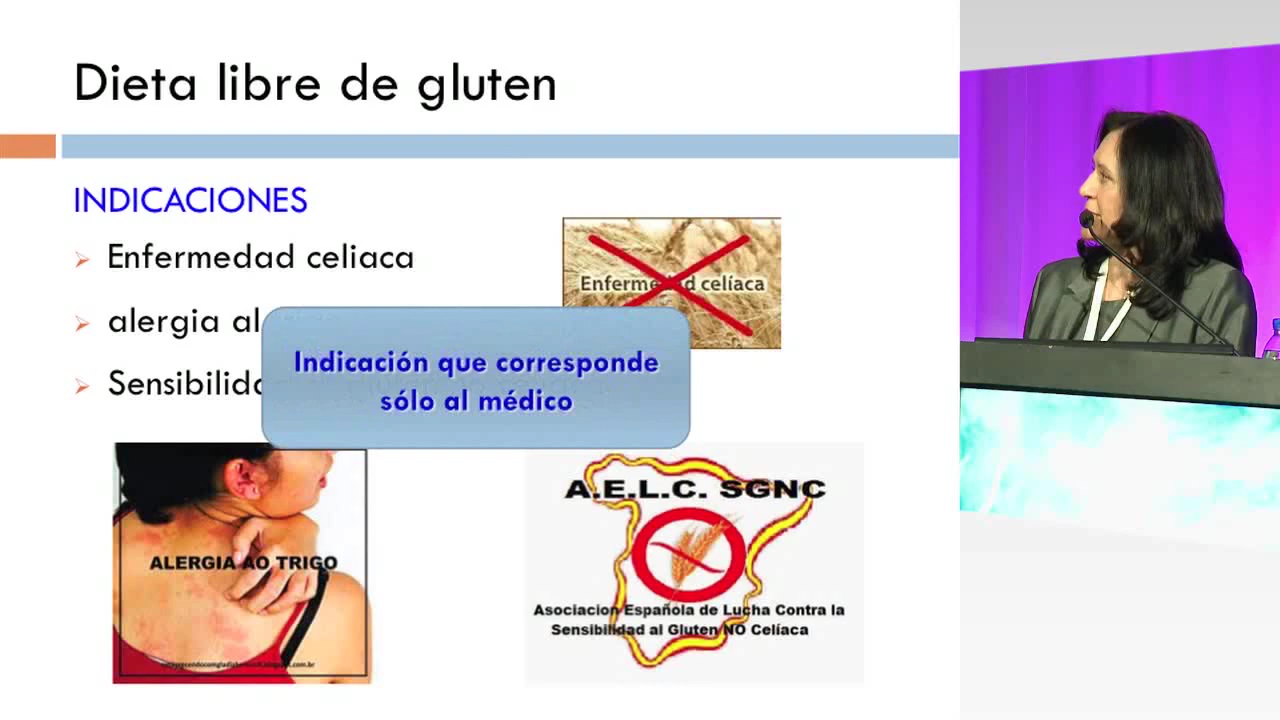 Dieta libre de gluten
INDICACIONES
Enfermedad celiaca
alergia al
Sensibilida
Enfermedad celíaca
Indicación que corresponde
sólo al médico
ALERGIA AO TRIGO
A.E.L.C. SGNC
Asociacion Española de Lucha Contra la
Sensibilidad al Gluten NO Celíaca